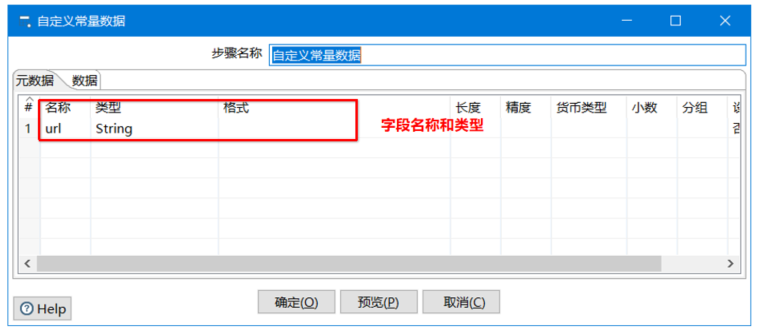 自定义常量数据
步骤名称 自定义常量数据
元数据 数据
# 名称 类型 格式 长度 精度 货币类型 小数 分组
1 url String
字段名称和类型
确定(O) 预览(P) 取消(C)
Help